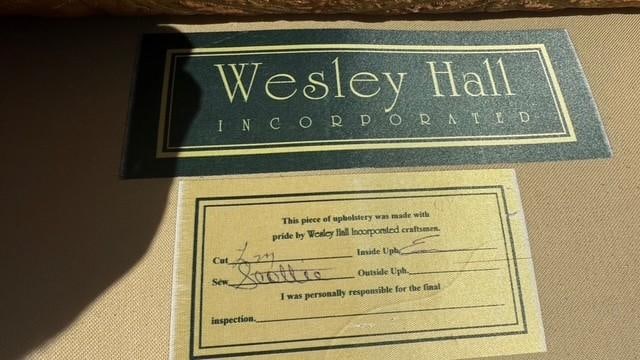 Wesley Hall
INCORPORATED
This piece of upholstery was made with
pride by Wesley Hall Incorporated craftsmen.
Cut Inside Uph. E
Sew Outside Uph.
I was personally responsible for the final
inspection.